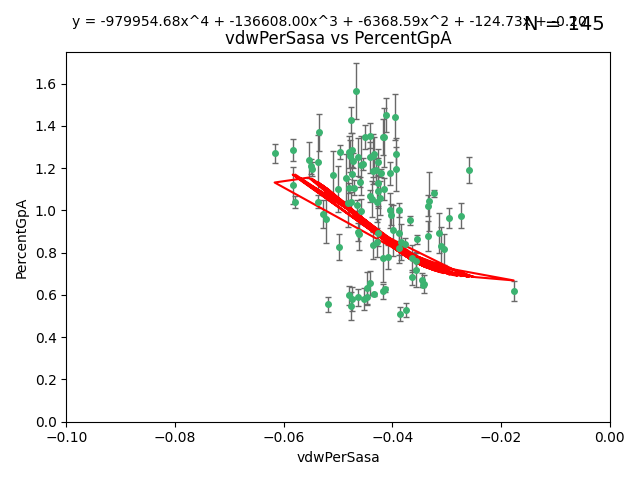 y = -979954.68x^4 + -136608.00x^3 + -6368.59x^2 + -124.73x + -0.20
N = 145
vdwPerSasa vs PercentGpA
PercentGpA
1.6
1.4
1.2
1.0
0.8
0.6
0.4
0.2
0.0
−0.10 −0.08 −0.06 −0.04 −0.02 0.00
vdwPerSasa